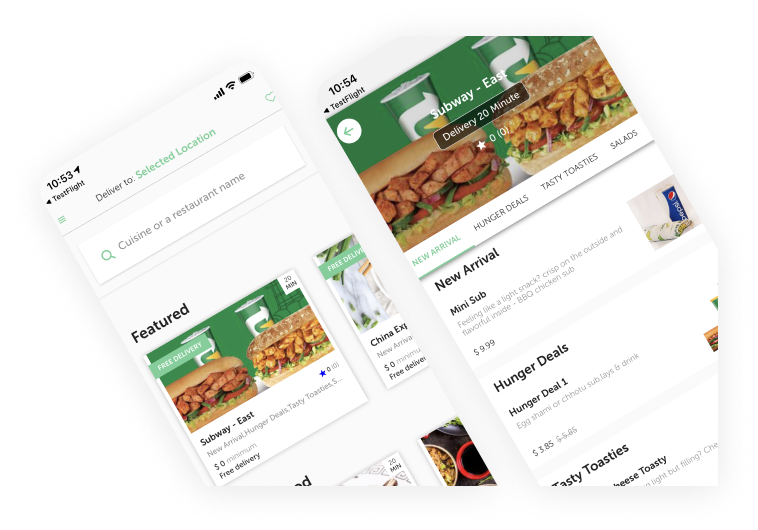 10:53
TestFlight
Deliver to: Selected Location
Cuisine or a restaurant name
Featured
FREE DELIVERY
20
MIN
Subway - East
0 (0)
New Arrival,Hunger Deals,Tasty Toasties,S...
$ 0 minimum
Free delivery
FREE DELIV
China Exp
New Arriva
$ 0 minimu
Free deliver
20
MIN
10:54
TestFlight
Subway - East
Delivery 20 Minute
0 (0)
NEW ARRIVAL
HUNGER DEALS
TASTY TOASTIES
SALADS
New Arrival
Mini Sub
Feeling like a light snack? crisp on the outside and
flavorful inside - BBQ chicken sub
$ 9.99
Hunger Deals
Hunger Deal 1
Egg shami or chhotu sub,lays & drink
$ 3.85 $ 5.85
Tasty Toasties
heese Toasty
light but filling? Che